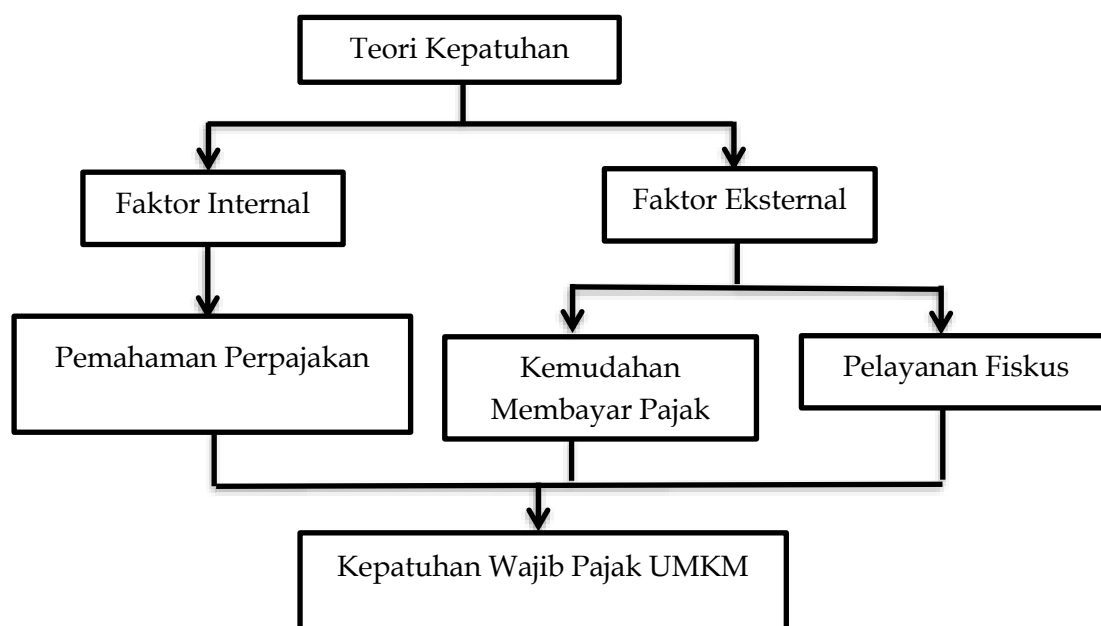 Teori Kepatuhan
Faktor Internal
Faktor Eksternal
Pemahaman Perpajakan
Kemudahan
Membayar Pajak
Pelayanan Fiskus
Kepatuhan Wajib Pajak UMKM